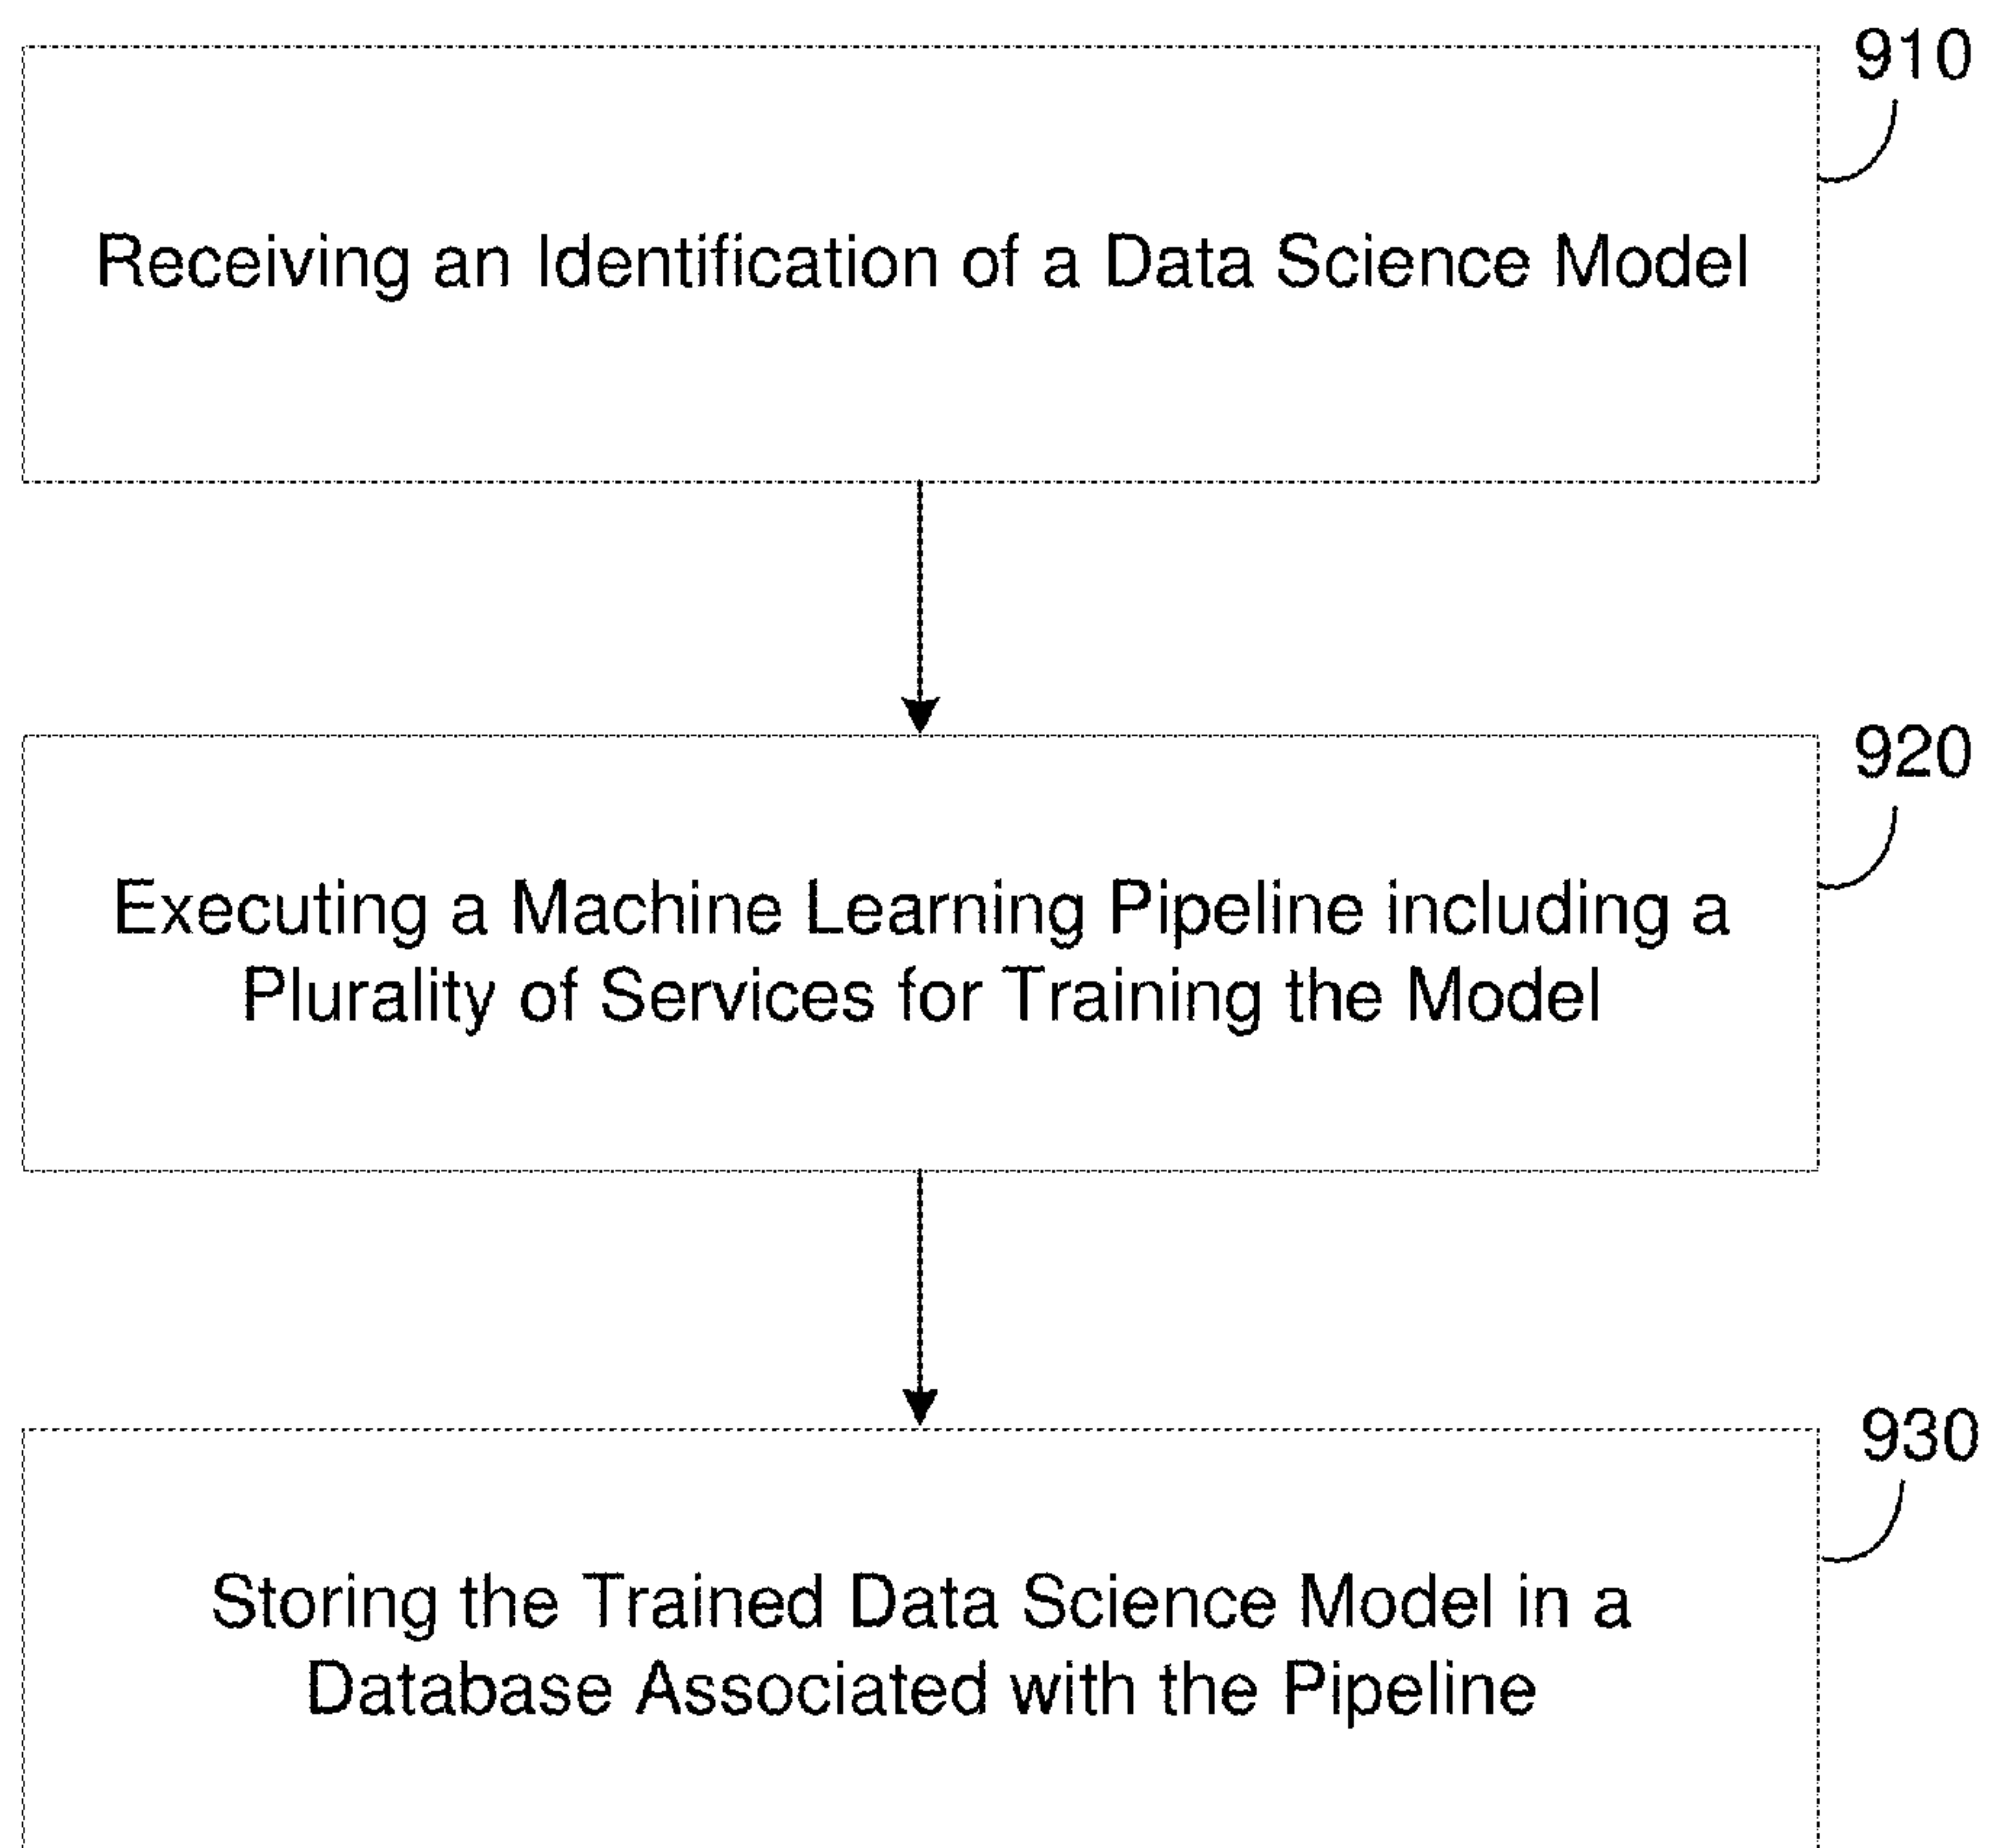 910
Receiving an Identification of a Data Science Model
920
Executing a Machine Learning Pipeline including a
Plurality of Services for Training the Model
930
Storing the Trained Data Science Model in a
Database Associated with the Pipeline